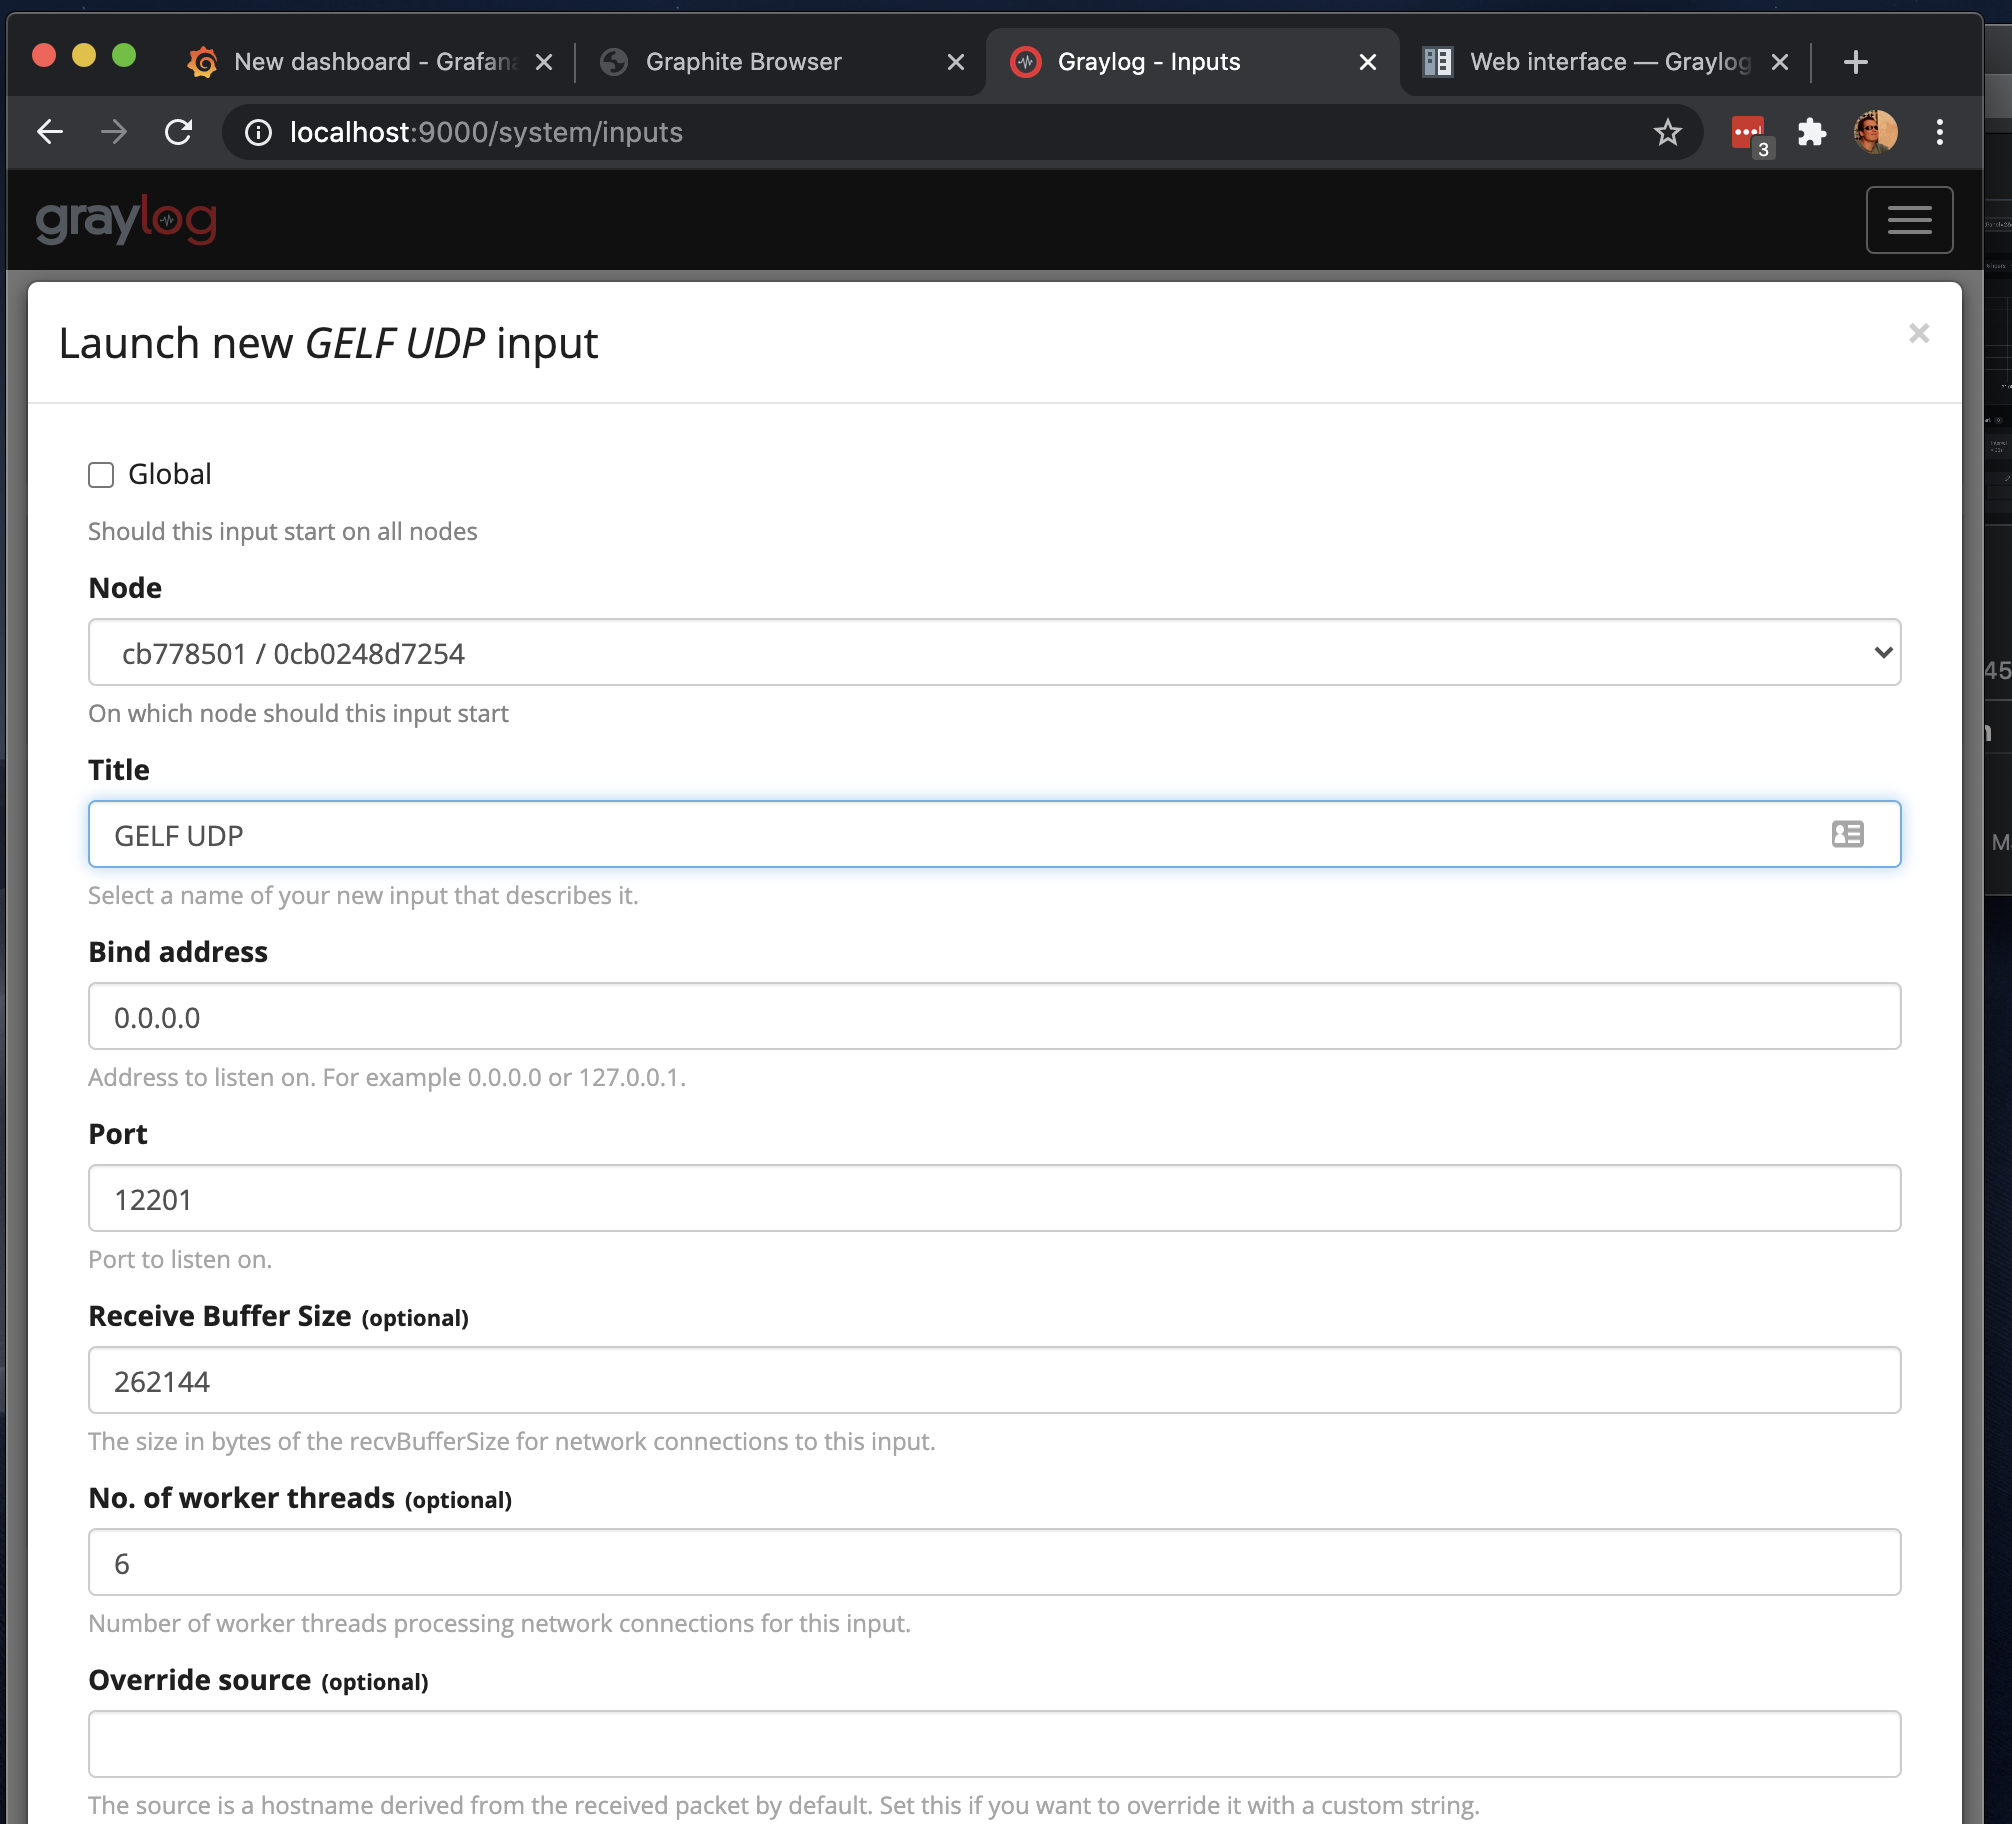 New dashboard - Grafana
Graphite Browser
Graylog - Inputs
Web interface — Graylog
localhost:9000/system/inputs
3
graylog
Launch new GELF UDP input
Global
Should this input start on all nodes
Node
cb778501 / 0cb0248d7254
On which node should this input start
Title
GELF UDP
Select a name of your new input that describes it.
Bind address
0.0.0.0
Address to listen on. For example 0.0.0.0 or 127.0.0.1.
Port
12201
Port to listen on.
Receive Buffer Size (optional)
262144
The size in bytes of the recvBufferSize for network connections to this input.
No. of worker threads (optional)
6
Number of worker threads processing network connections for this input.
Override source (optional)
The source is a hostname derived from the received packet by default. Set this if you want to override it with a custom string.